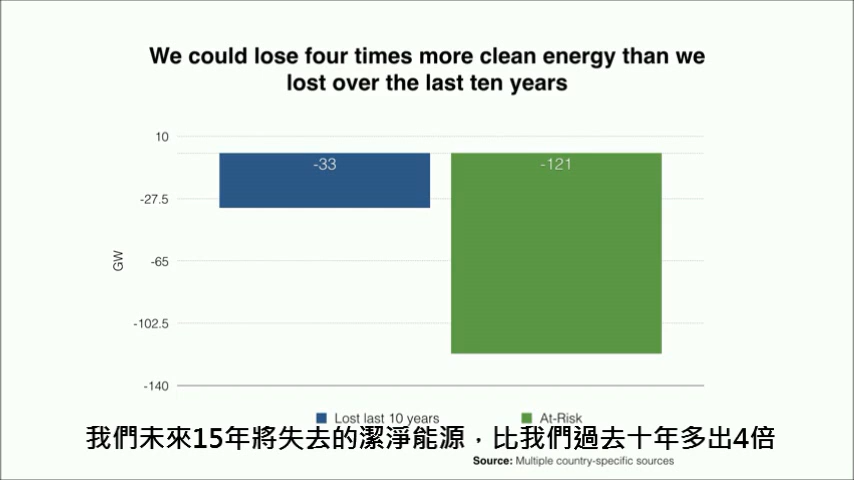 We could lose four times more clean energy than we
lost over the last ten years
10
-33
-121
-27.5
GW
-65
-102.5
-140
Lost last 10 years
At-Risk
我們未來15年將失去的潔淨能源，比我們過去十年多出4倍
Source: Multiple country-specific sources